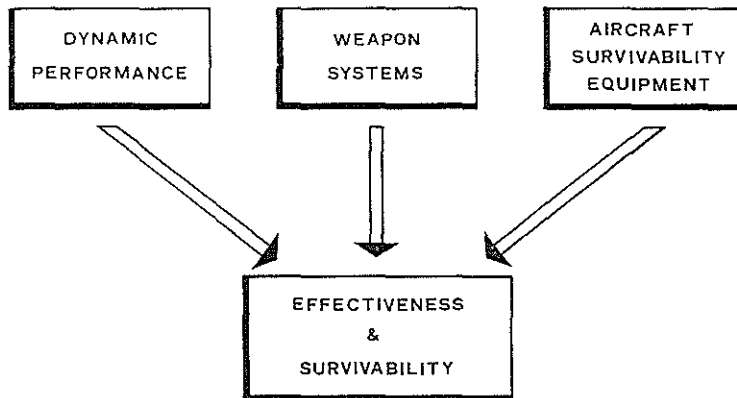 DYNAMIC
PERFORMANCE
WEAPON
SYSTEMS
AIRCRAFT
SURVIVABILITY
EQUIPMENT
EFFECTIVENESS
&
SURVIVABILITY